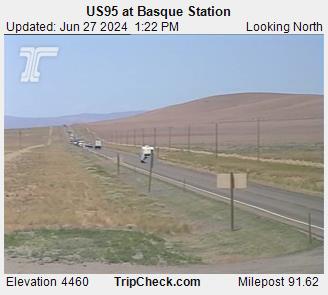 US95 at Basque Station
Updated: Jun 27 2024 1:22 PM Looking North
Elevation 4460 TripCheck.com Milepost 91.62